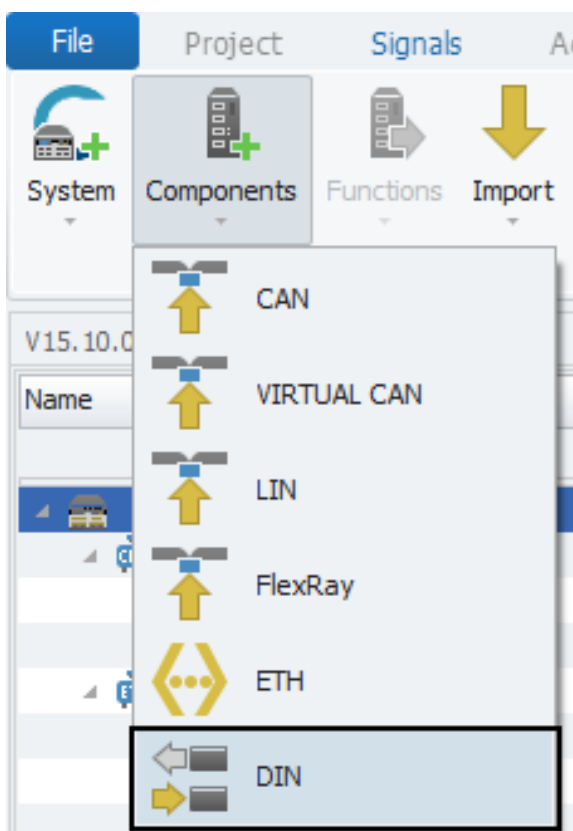 File Project Signals
System Components Functions Import
CAN
V15.10.0
Name
VIRTUAL CAN
LIN
FlexRay
ETH
DIN